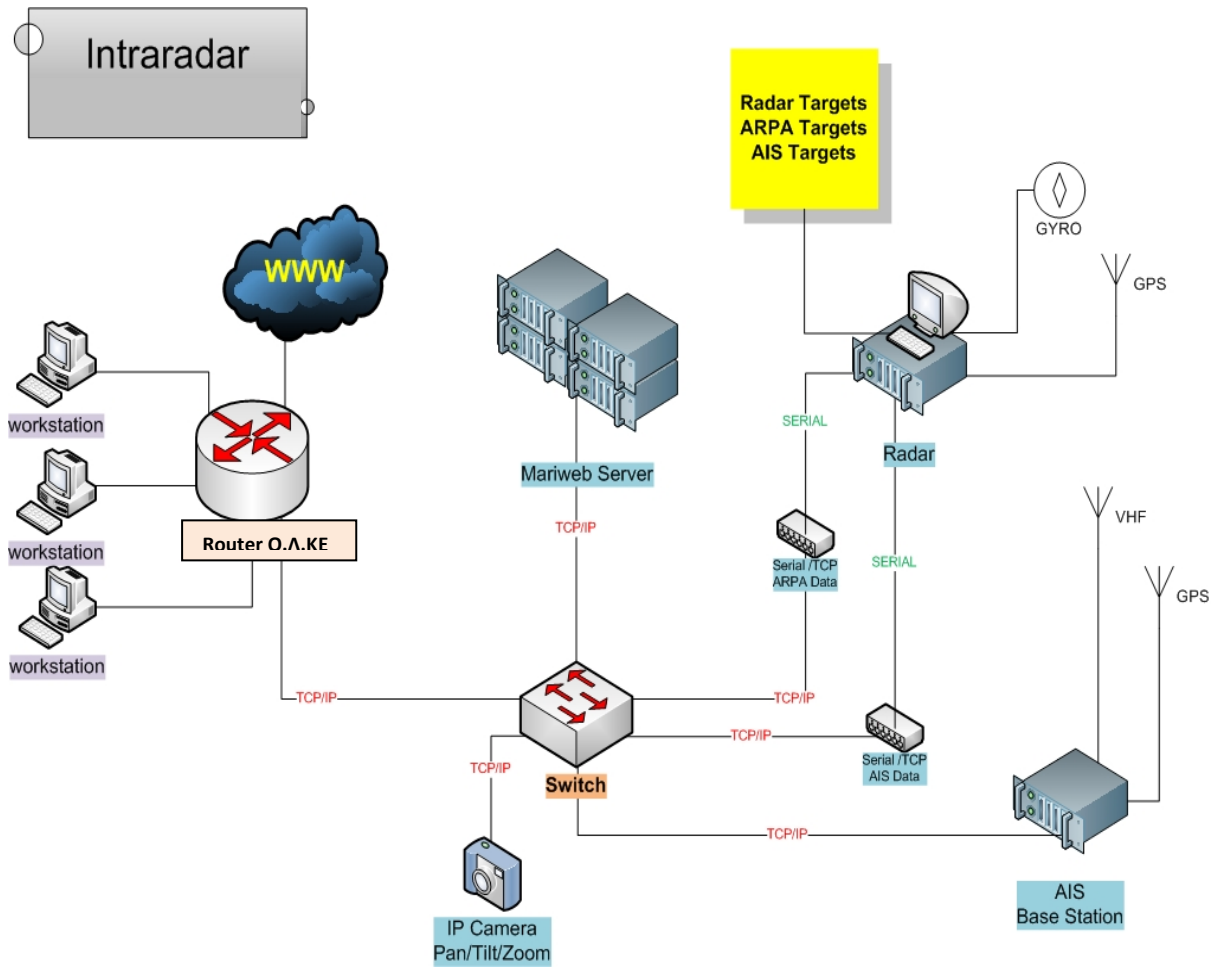 Intraradar
Radar Targets
ARPA Targets
AIS Targets
GYRO
GPS
WWW
workstation
SERIAL
Radar
Mariweb Server
VHF
TCP/IP
Router Ο.Λ.ΚΕ
workstation
SERIAL
Serial /TCP
ARPA Data
GPS
workstation
TCP/IP
TCP/IP
TCP/IP
TCP/IP
Serial /TCP
AIS Data
Switch
TCP/IP
AIS
Base Station
IP Camera
Pan/Tilt/Zoom